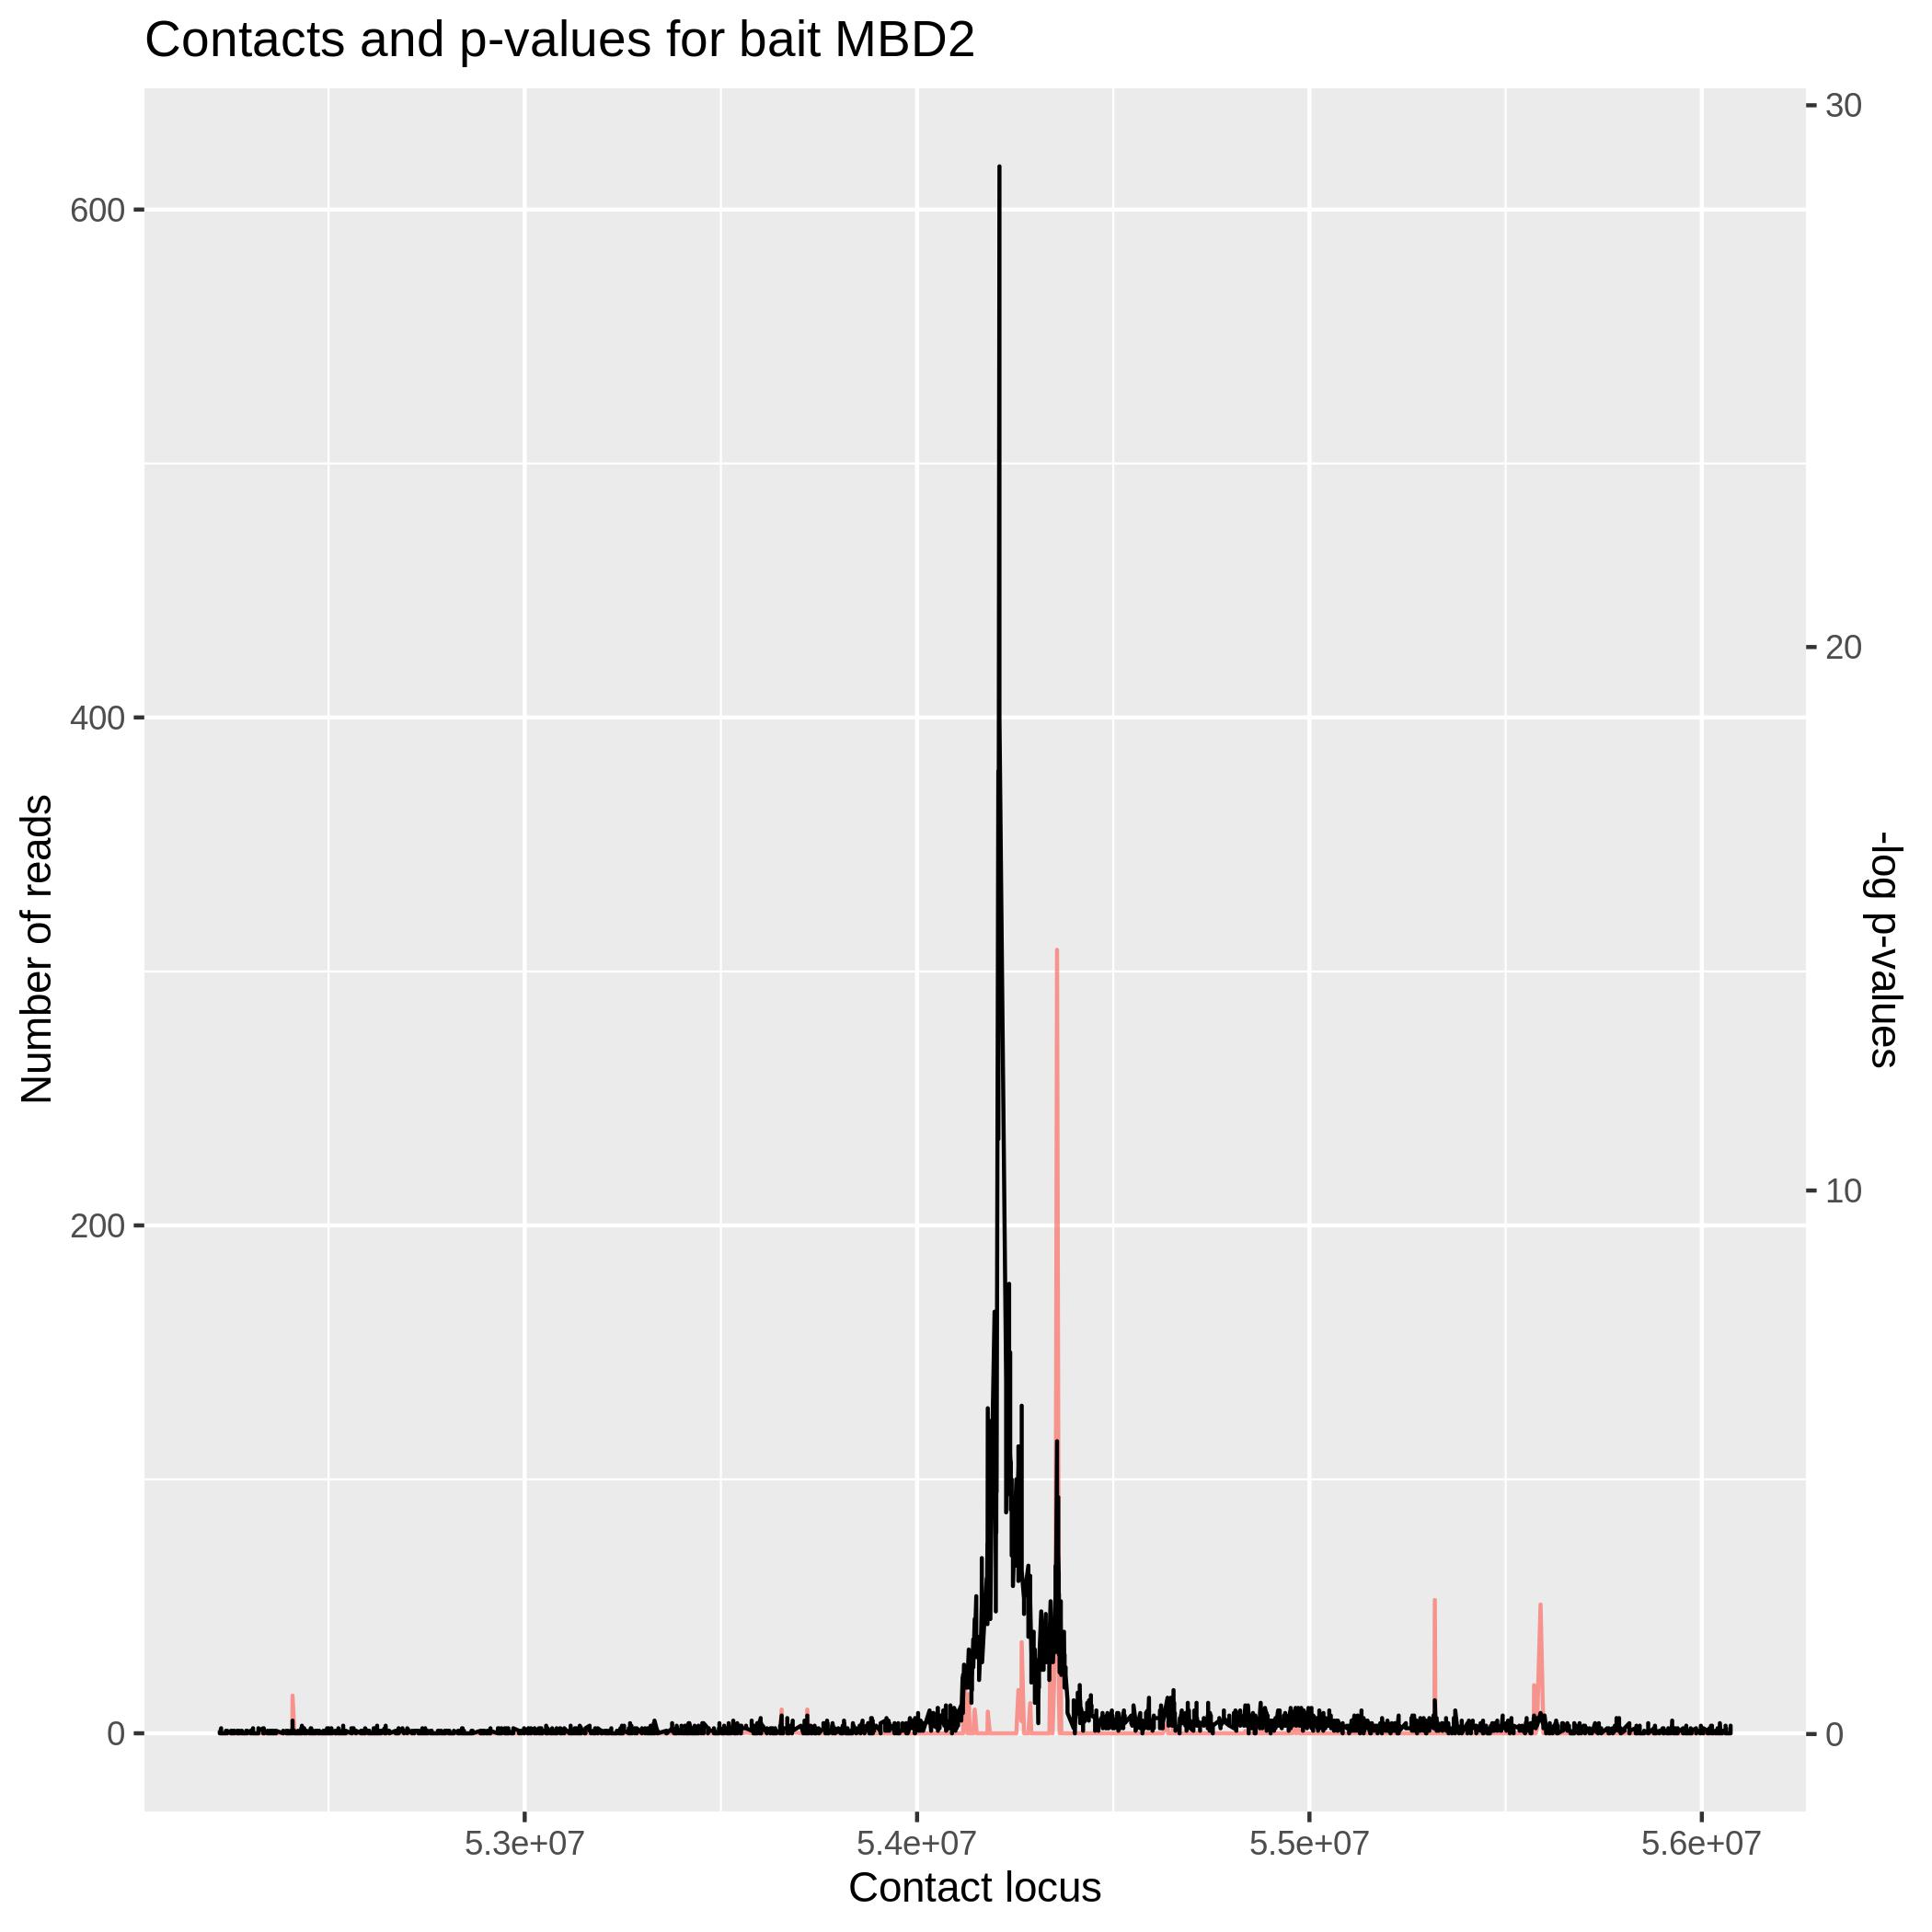 Contacts and p-values for bait MBD2
Number of reads
600
400
200
0
30
20
10
0
-log p-values
5.3e+07
5.4e+07
5.5e+07
5.6e+07
Contact locus